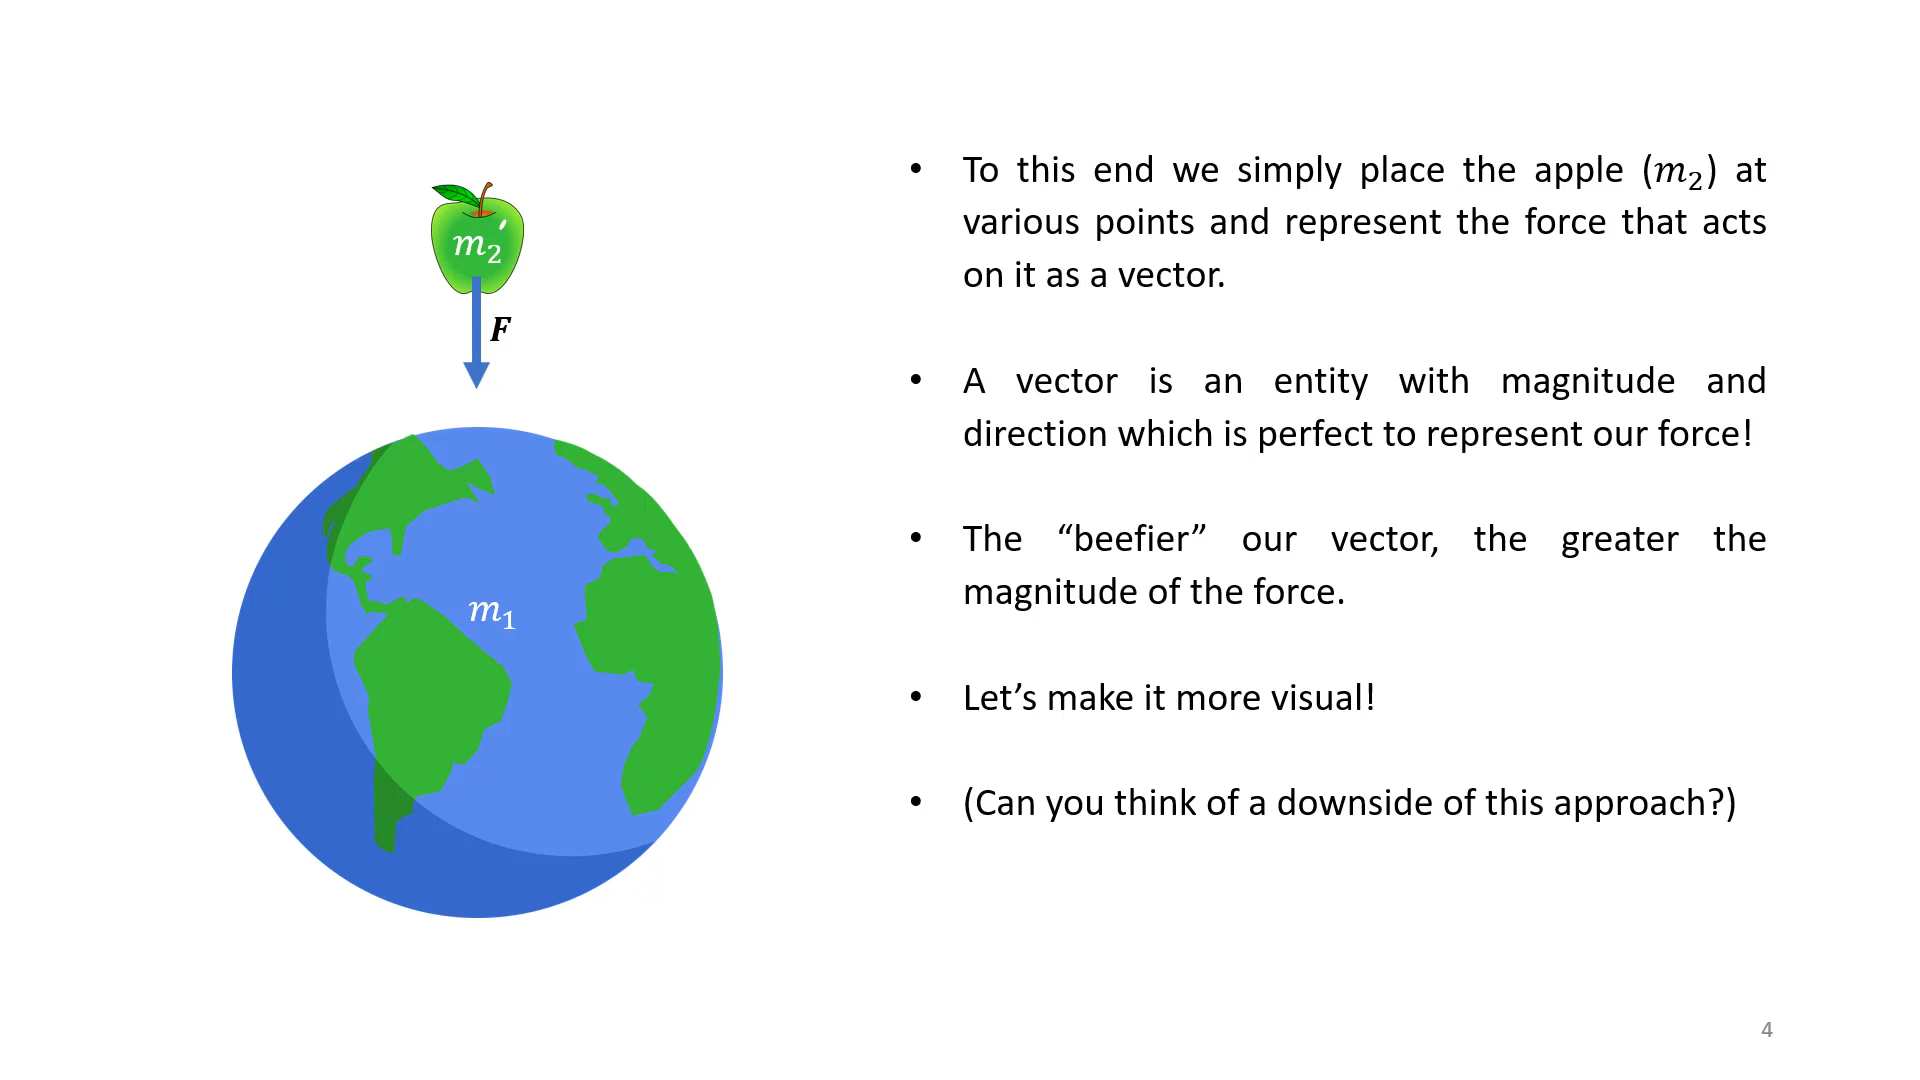 m₂
F
m₁
• To this end we simply place the apple (m₂) at
various points and represent the force that acts
on it as a vector.
• A vector is an entity with magnitude and
direction which is perfect to represent our force!
• The “beefier” our vector, the greater the
magnitude of the force.
• Let’s make it more visual!
• (Can you think of a downside of this approach?)
4